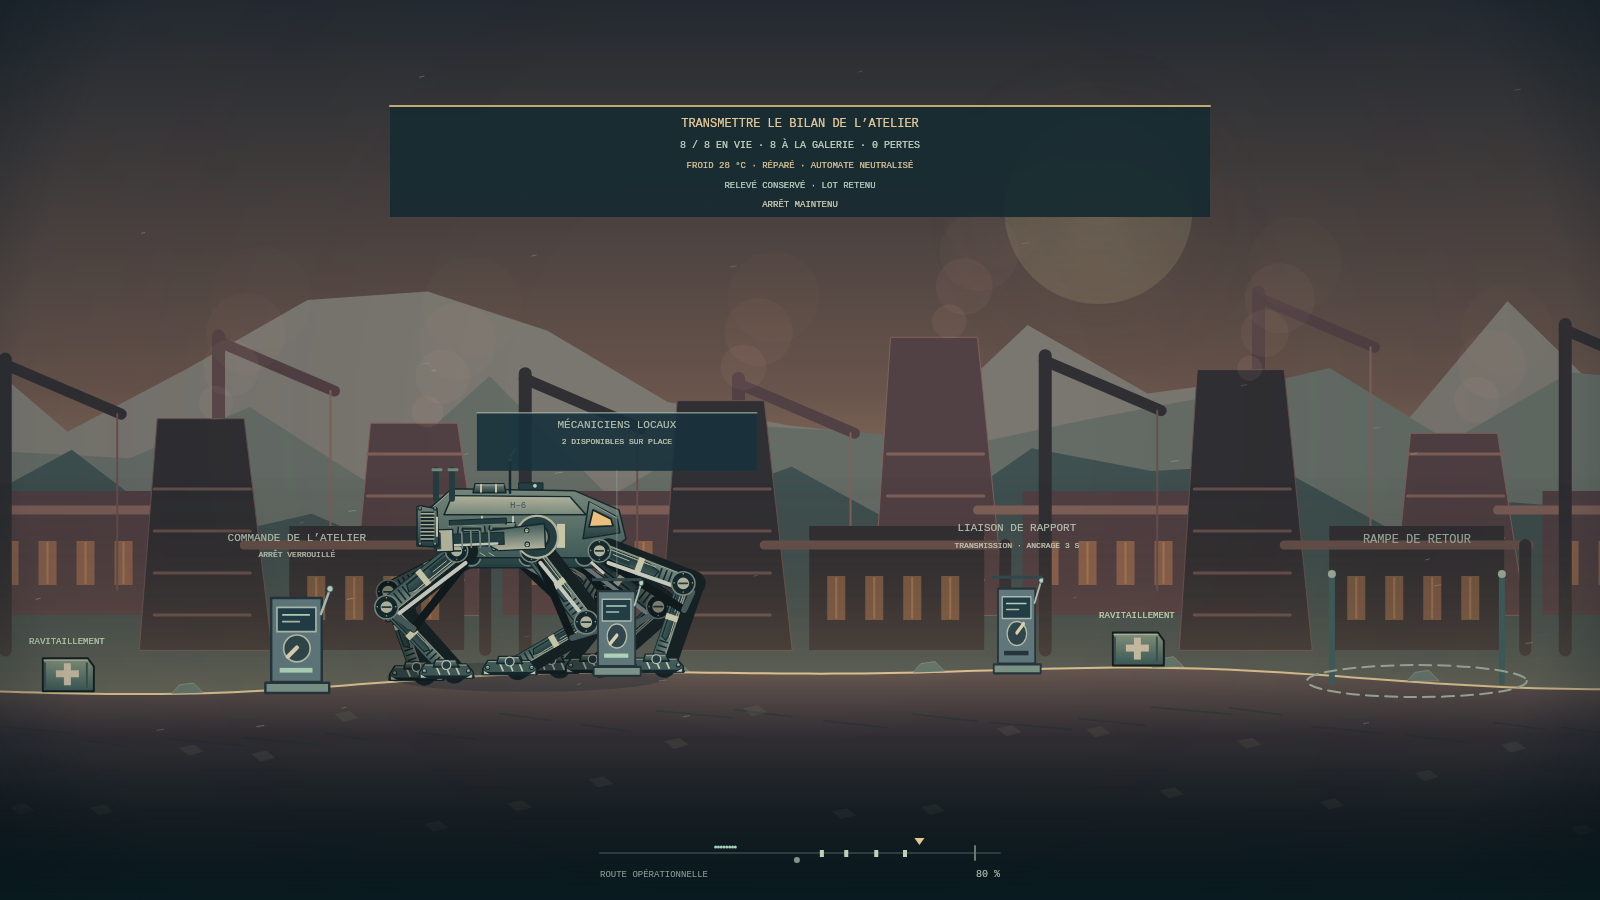 TRANSMETTRE LE BILAN DE L’ATELIER
8 / 8 EN VIE · 8 À LA GALERIE · 0 PERTES
FROID 28 °C · RÉPARÉ · AUTOMATE NEUTRALISÉ
RELEVÉ CONSERVÉ · LOT RETENU
ARRÊT MAINTENU
MÉCANICIENS LOCAUX
2 DISPONIBLES SUR PLACE
H-6
COMMANDE DE L’ATELIER
ARRÊT VERROUILLÉ
LIAISON DE RAPPORT
TRANSMISSION · ANCRAGE 3 S
RAMPE DE RETOUR
RAVITAILLEMENT
RAVITAILLEMENT
ROUTE OPÉRATIONNELLE
80 %